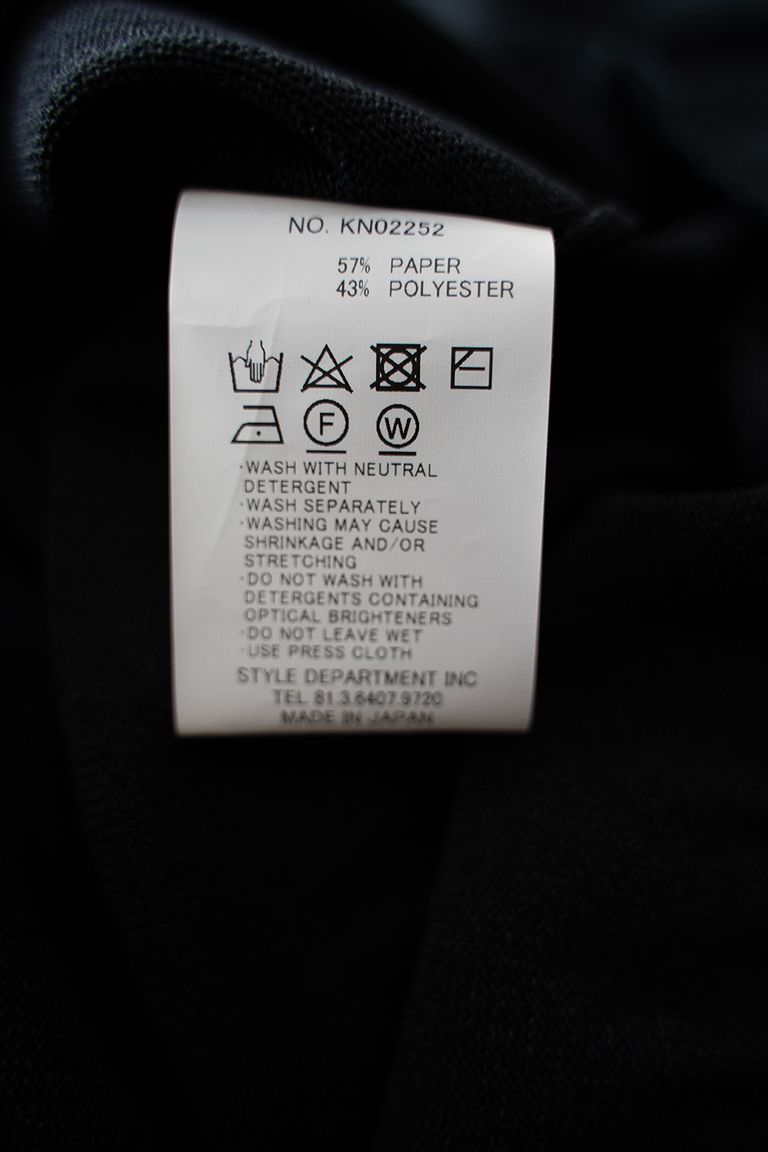 NO. KN02252
57% PAPER
43% POLYESTER
F W
·WASH WITH NEUTRAL
DETERGENT
·WASH SEPARATELY
·WASHING MAY CAUSE
SHRINKAGE AND/OR
STRETCHING
·DO NOT WASH WITH
DETERGENTS CONTAINING
OPTICAL BRIGHTENERS
·DO NOT LEAVE WET
·USE PRESS CLOTH
STYLE DEPARTMENT INC
TEL 81.3.6407.9720
MADE IN JAPAN